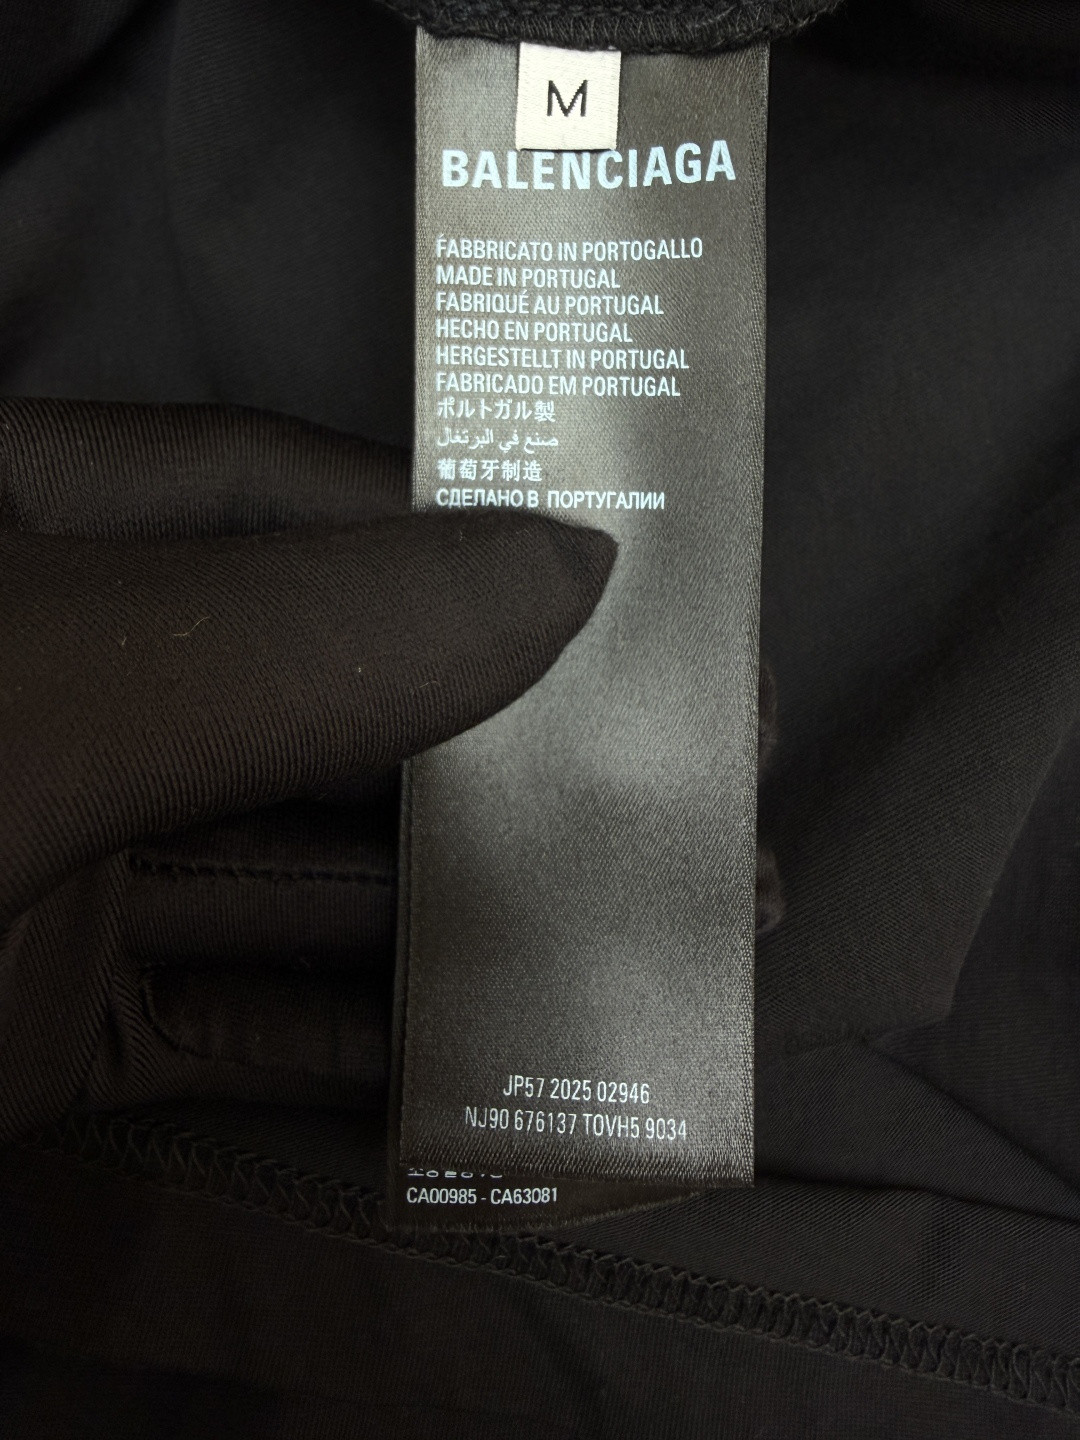 M
BALENCIAGA
FABBRICATO IN PORTOGALLO
MADE IN PORTUGAL
FABRIQUÉ AU PORTUGAL
HECHO EN PORTUGAL
HERGESTELLT IN PORTUGAL
FABRICADO EM PORTUGAL
ポルトガル製
صنع في البرتغال
葡萄牙制造
СДЕЛАНО В ПОРТУГАЛИИ
JP57 2025 02946
NJ90 676137 TOVH5 9034
CA00985 - CA63081